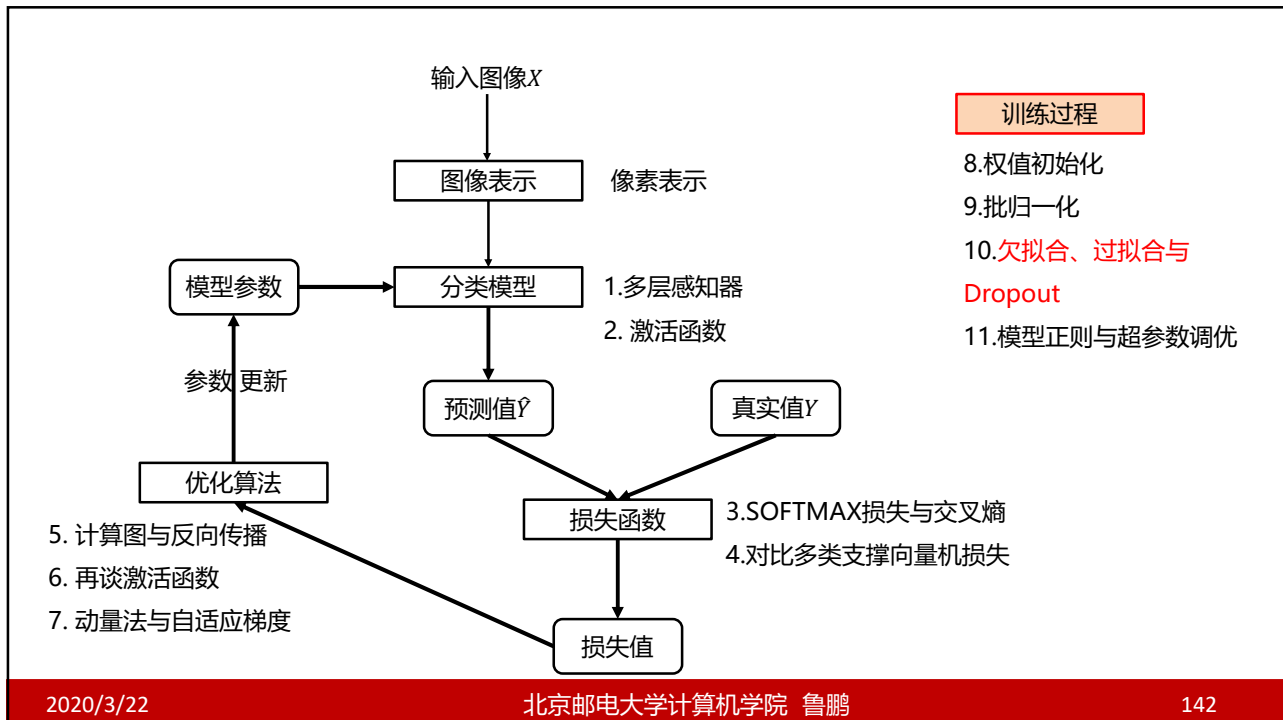 输入图像X
训练过程
图像表示
像素表示
8.权值初始化
9.批归一化
10.欠拟合、过拟合与
Dropout
11.模型正则与超参数调优
模型参数
分类模型
1.多层感知器
2. 激活函数
参数 更新
预测值Ŷ
真实值Y
优化算法
损失函数
3.SOFTMAX损失与交叉熵
4.对比多类支撑向量机损失
5. 计算图与反向传播
6. 再谈激活函数
7. 动量法与自适应梯度
损失值
2020/3/22
北京邮电大学计算机学院 鲁鹏
142